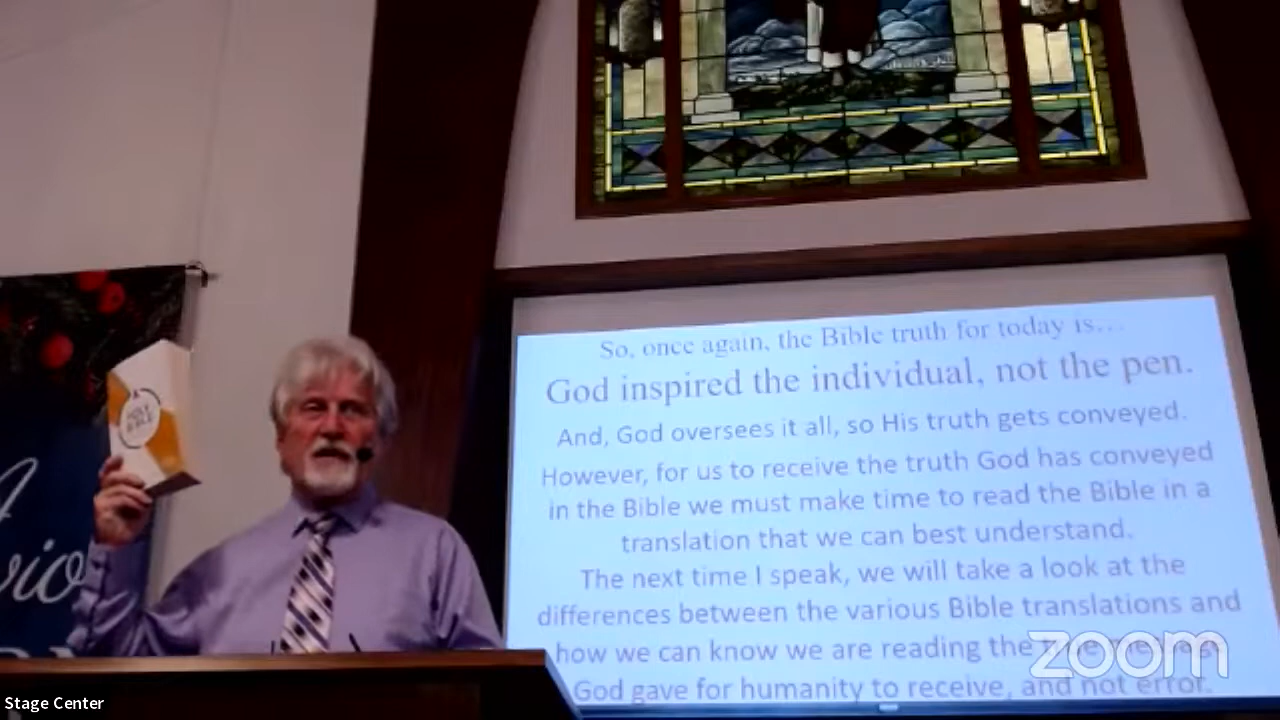 HOLY
BIBLE
So, once again, the Bible truth for today is...
God inspired the individual, not the pen.
And, God oversees it all, so His truth gets conveyed.
However, for us to receive the truth God has conveyed
in the Bible we must make time to read the Bible in a
translation that we can best understand.
The next time I speak, we will take a look at the
differences between the various Bible translations and
how we can know we are reading the
God gave for humanity to receive, and not error.
zoom
Stage Center